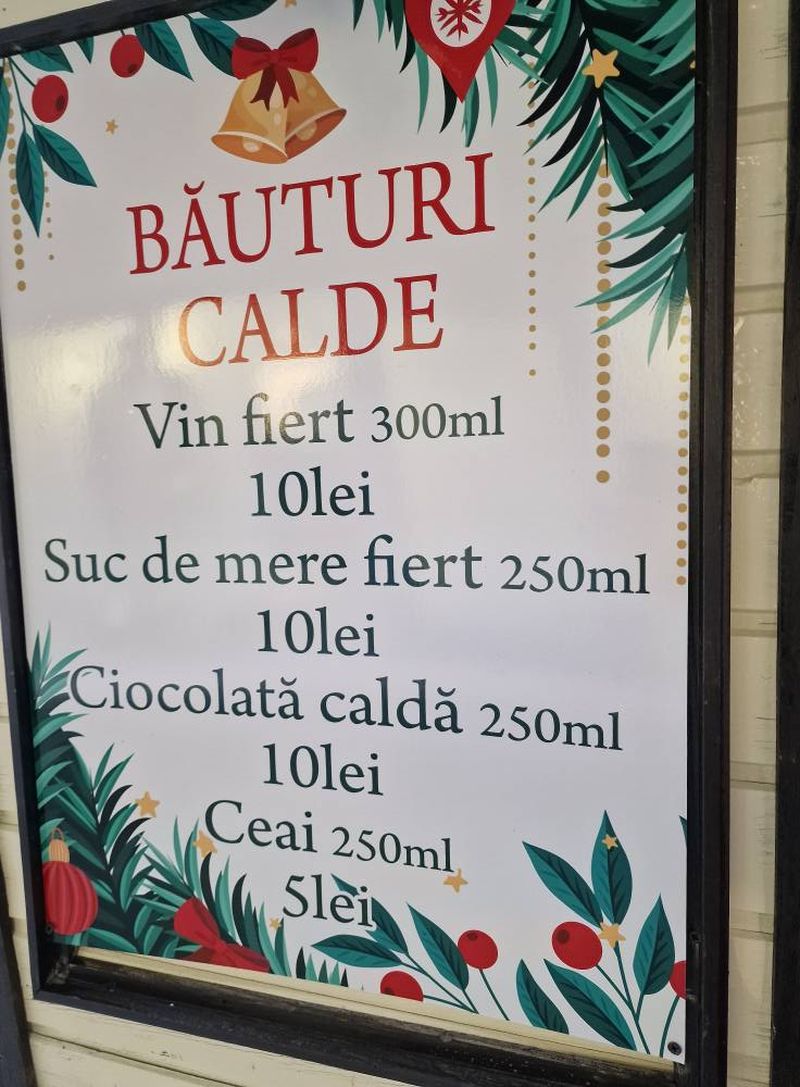 BĂUTURI
CALDE
Vin fiert 300ml
10lei
Suc de mere fiert 250ml
10lei
Ciocolată caldă 250ml
10lei
Ceai 250ml
5lei